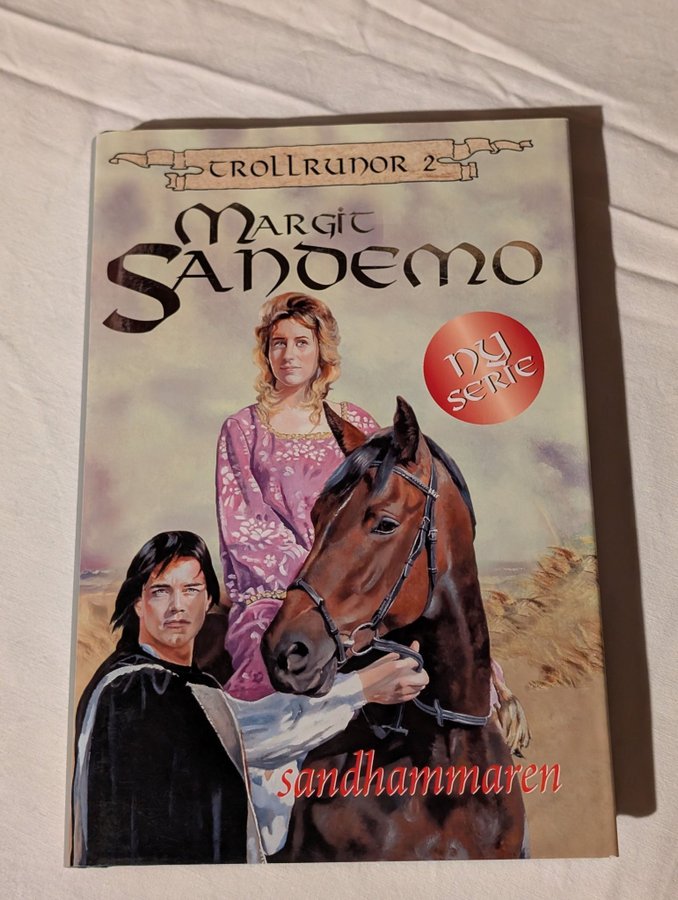 TROLLRUNOR 2
MARGIT
SANDEMO
NY
SERIE
sandhammaren